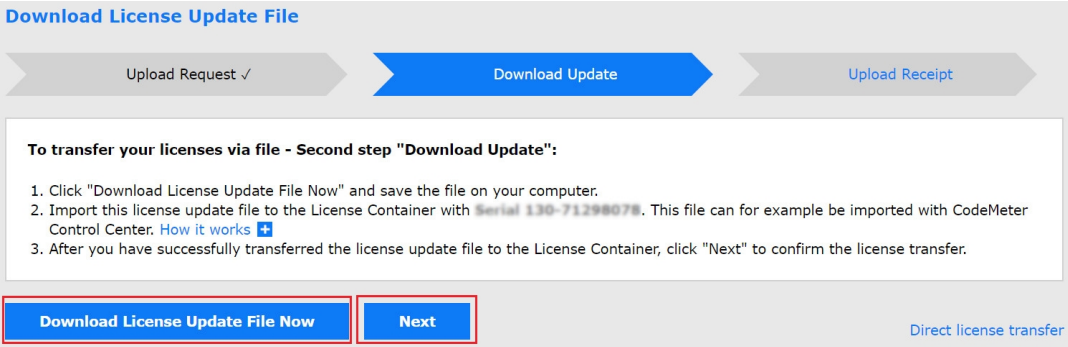 Download License Update File
Upload Request ✓
Download Update
Upload Receipt
To transfer your licenses via file - Second step "Download Update":
1. Click "Download License Update File Now" and save the file on your computer.
2. Import this license update file to the License Container with . This file can for example be imported with CodeMeter
Control Center. How it works +
3. After you have successfully transferred the license update file to the License Container, click "Next" to confirm the license transfer.
Download License Update File Now
Next
Direct license transfer